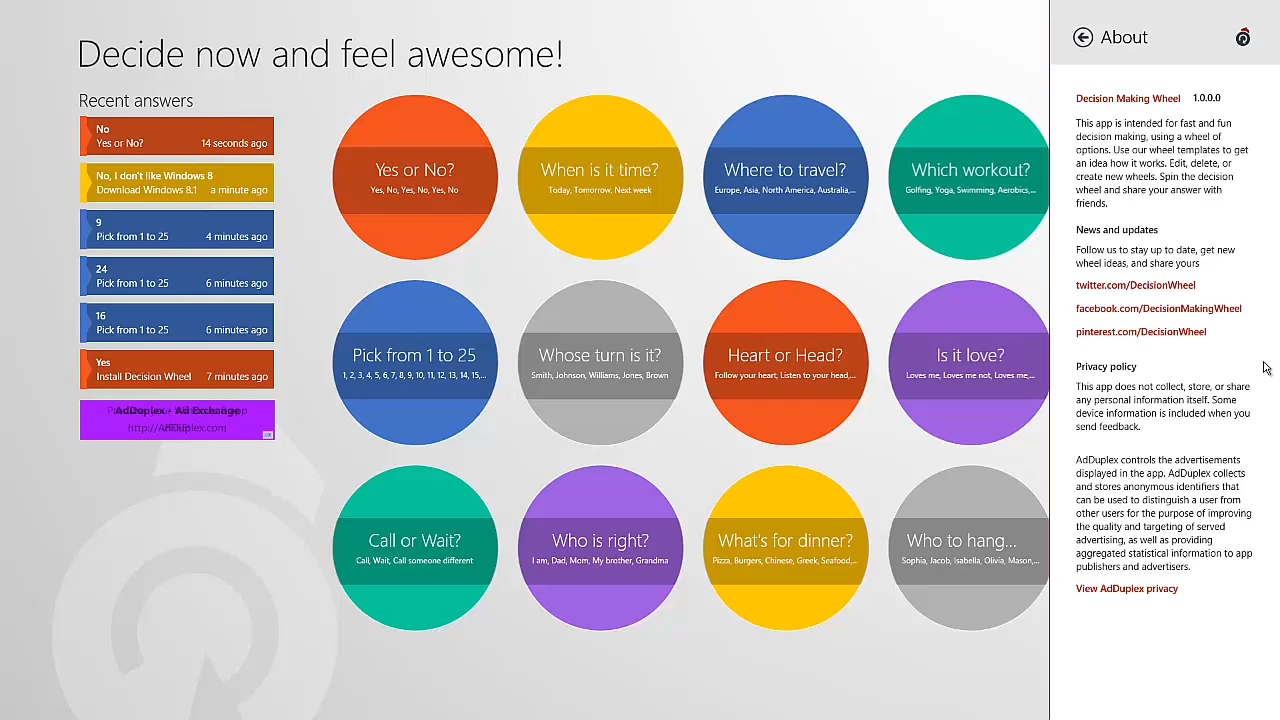 Decide now and feel awesome!
Recent answers
No
Yes or No? 14 seconds ago
No, I don't like Windows 8
Download Windows 8.1 a minute ago
9
Pick from 1 to 25 4 minutes ago
24
Pick from 1 to 25 6 minutes ago
16
Pick from 1 to 25 6 minutes ago
Yes
Install Decision Wheel 7 minutes ago
AdDuplex - Ad Exchange
http://AdDuplex.com
Yes or No?
Yes, No, Yes, No, Yes, No
When is it time?
Today, Tomorrow, Next week
Where to travel?
Europe, Asia, North America, Australia,...
Which workout?
Golfing, Yoga, Swimming, Aerobics,...
Pick from 1 to 25
1, 2, 3, 4, 5, 6, 7, 8, 9, 10, 11, 12, 13, 14, 15,...
Whose turn is it?
Smith, Johnson, Williams, Jones, Brown
Heart or Head?
Follow your heart, Listen to your head,...
Is it love?
Loves me, Loves me not, Loves me,...
Call or Wait?
Call, Wait, Call someone different
Who is right?
I am, Dad, Mom, My brother, Grandma
What's for dinner?
Pizza, Burgers, Chinese, Greek, Seafood,...
Who to hang...
Sophia, Jacob, Isabella, Olivia, Mason,...
About
Decision Making Wheel 1.0.0.0
This app is intended for fast and fun
decision making, using a wheel of
options. Use our wheel templates to get
an idea how it works. Edit, delete, or
create new wheels. Spin the decision
wheel and share your answer with
friends.
News and updates
Follow us to stay up to date, get new
wheel ideas, and share yours
twitter.com/DecisionWheel
facebook.com/DecisionMakingWheel
pinterest.com/DecisionWheel
Privacy policy
This app does not collect, store, or share
any personal information itself. Some
device information is included when you
send feedback.
AdDuplex controls the advertisements
displayed in the app. AdDuplex collects
and stores anonymous identifiers that
can be used to distinguish a user from
other users for the purpose of improving
the quality and targeting of served
advertising, as well as providing
aggregated statistical information to app
publishers and advertisers.
View AdDuplex privacy